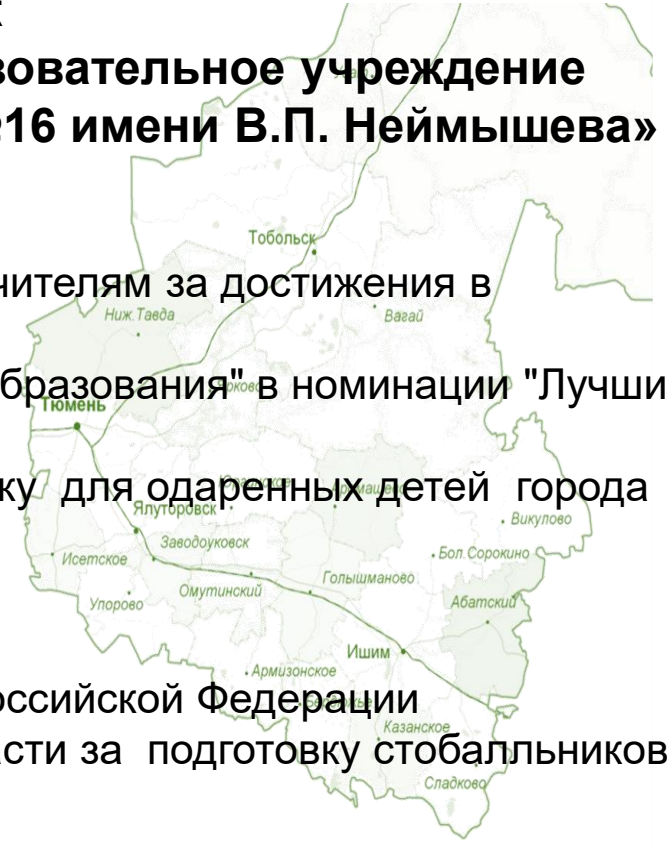 зовательное учреждение
16 имени В.П. Неймышева»
Тобольск
чителям за достижения в
Ниж.Тавда
Вагай
бразования" в номинации "Лучши
Тюмень
ку для одаренных детей города
Ялуторовск
Викулово
Заводоуковск
Бол.Сорокино
Исетское
Голышманово
Омутинский
Упорово
Абатский
Ишим
Армизонское
оссийской Федерации
Казанское
сти за подготовку стобалльников
Сладково